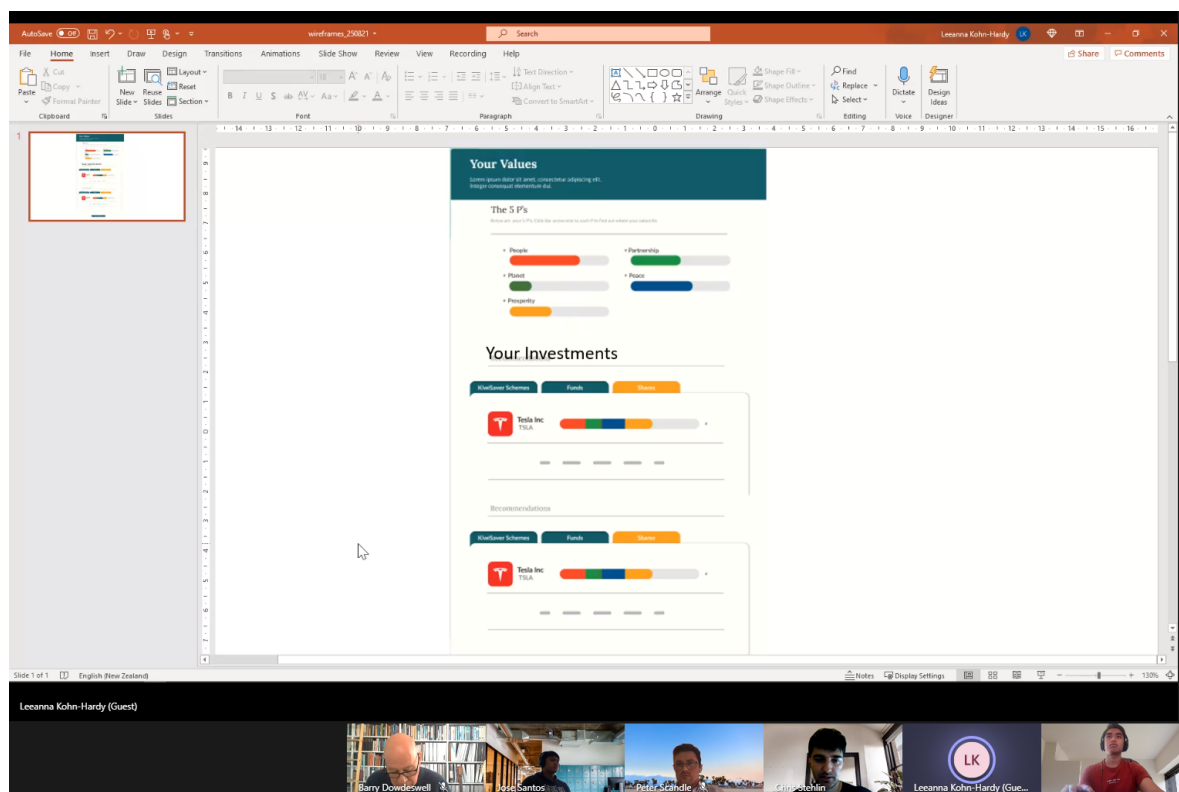 AutoSave Off
wireframes_250821
Search
Leeanna Kohn-Hardy LK
File Home Insert Draw Design Transitions Animations Slide Show Review View Recording Help
Share Comments
Paste
Cut
Copy
Format Painter
Clipboard
New Slide
Reuse Slides
Layout
Reset
Section
Slides
18
B I U S ab AV Aa A
Font
Text Direction
Align Text
Convert to SmartArt
Paragraph
Arrange
Quick Styles
Shape Fill
Shape Outline
Shape Effects
Drawing
Find
Replace
Select
Editing
Dictate
Voice
Design Ideas
Designer
1
Your Values
Lorem ipsum dolor sit amet, consectetur adipiscing elit.
Integer consequat elementum dui.
The 5 P's
People
Partnership
Planet
Peace
Prosperity
Your Investments
KiwiSaver Schemes Funds Shares
Tesla Inc
TSLA
Recommendations
KiwiSaver Schemes Funds Shares
Tesla Inc
TSLA
Slide 1 of 1 English (New Zealand)
Notes Display Settings 130%
Leeanna Kohn-Hardy (Guest)
Barry Dowdeswell
Jose Santos
Peter Scandle
Chris Stehlin
LK
Leeanna Kohn-Hardy (Gue...